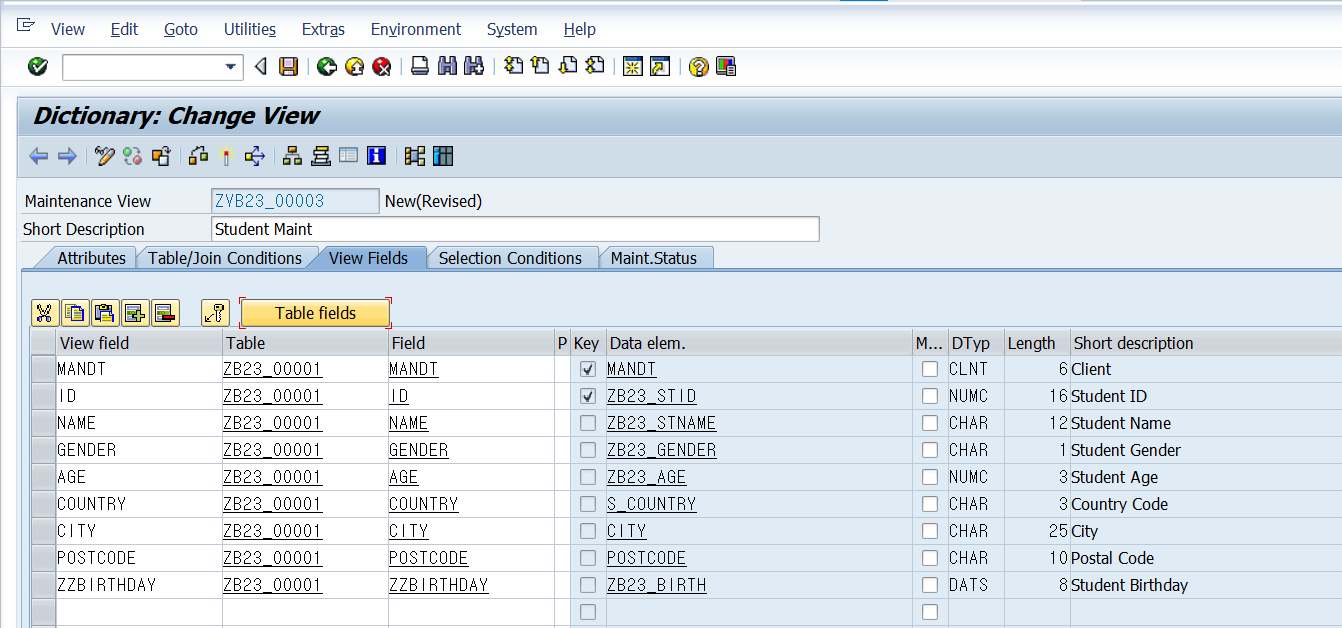 View Edit Goto Utilities Extras Environment System Help
Dictionary: Change View
Maintenance View ZVB23_00003 New(Revised)
Short Description Student Maint
Attributes Table/Join Conditions View Fields Selection Conditions Maint.Status
Table fields
View field Table Field P Key Data elem. M... DTyp Length Short description
MANDT ZB23_00001 MANDT MANDT CLNT 6 Client
ID ZB23_00001 ID ZB23_STID NUMC 16 Student ID
NAME ZB23_00001 NAME ZB23_STNAME CHAR 12 Student Name
GENDER ZB23_00001 GENDER ZB23_GENDER CHAR 1 Student Gender
AGE ZB23_00001 AGE ZB23_AGE NUMC 3 Student Age
COUNTRY ZB23_00001 COUNTRY S_COUNTRY CHAR 3 Country Code
CITY ZB23_00001 CITY CITY CHAR 25 City
POSTCODE ZB23_00001 POSTCODE POSTCODE CHAR 10 Postal Code
ZZBIRTHDAY ZB23_00001 ZZBIRTHDAY ZB23_BIRTH DATS 8 Student Birthday